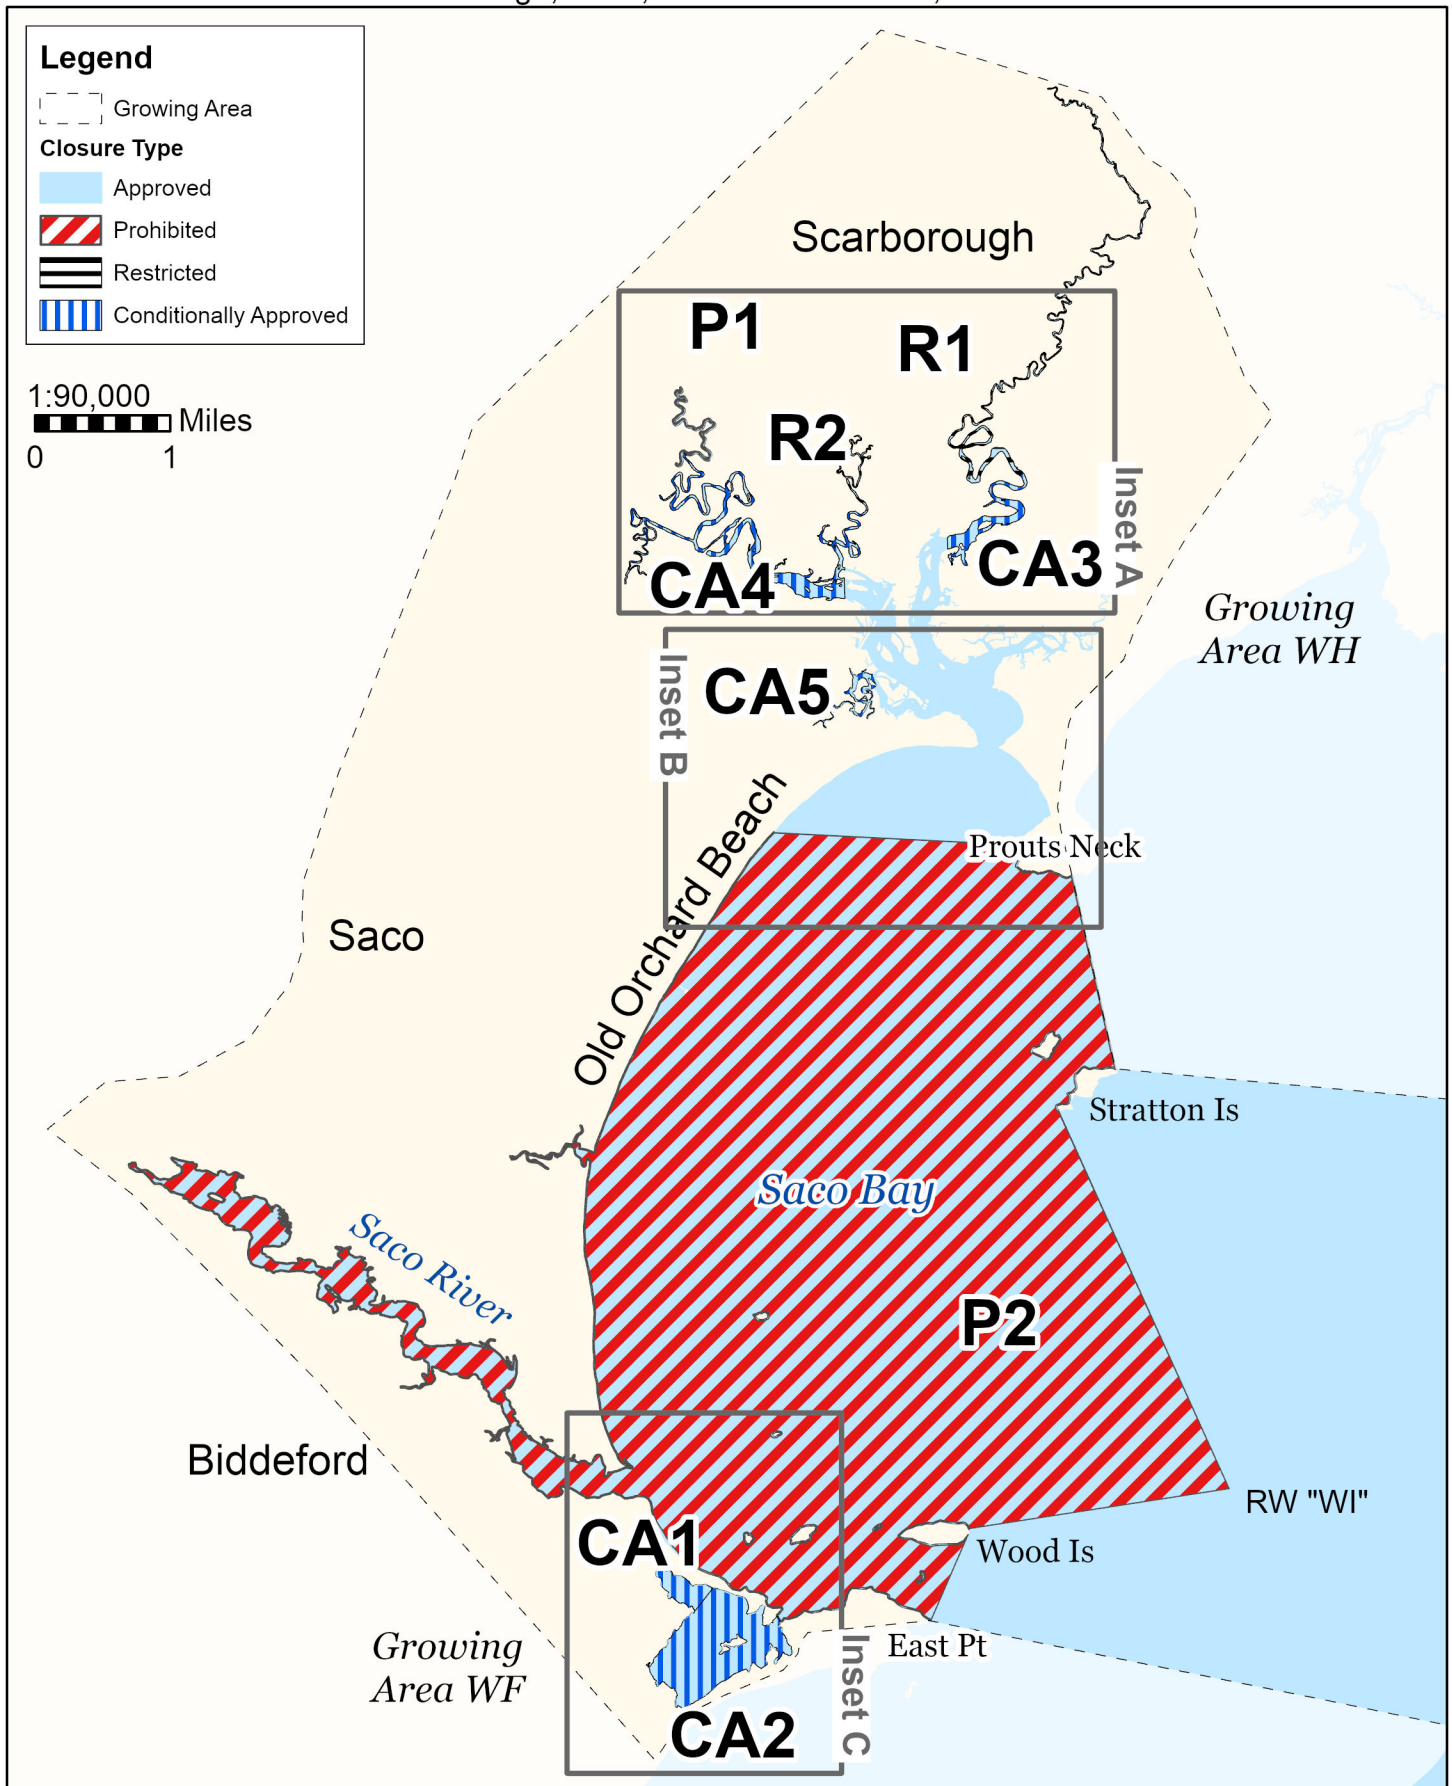 Legend
Growing Area
Closure Type
Approved
Prohibited
Restricted
Conditionally Approved
1:90,000
Miles
0 1
Scarborough
P1
R1
R2
CA4
CA3
Inset A
Growing
Area WH
CA5
Inset B
Old Orchard Beach
Prouts Neck
Saco
Stratton Is
Saco Bay
Saco River
P2
Biddeford
RW "WI"
CA1
Wood Is
East Pt
Growing
Area WF
Inset C
CA2